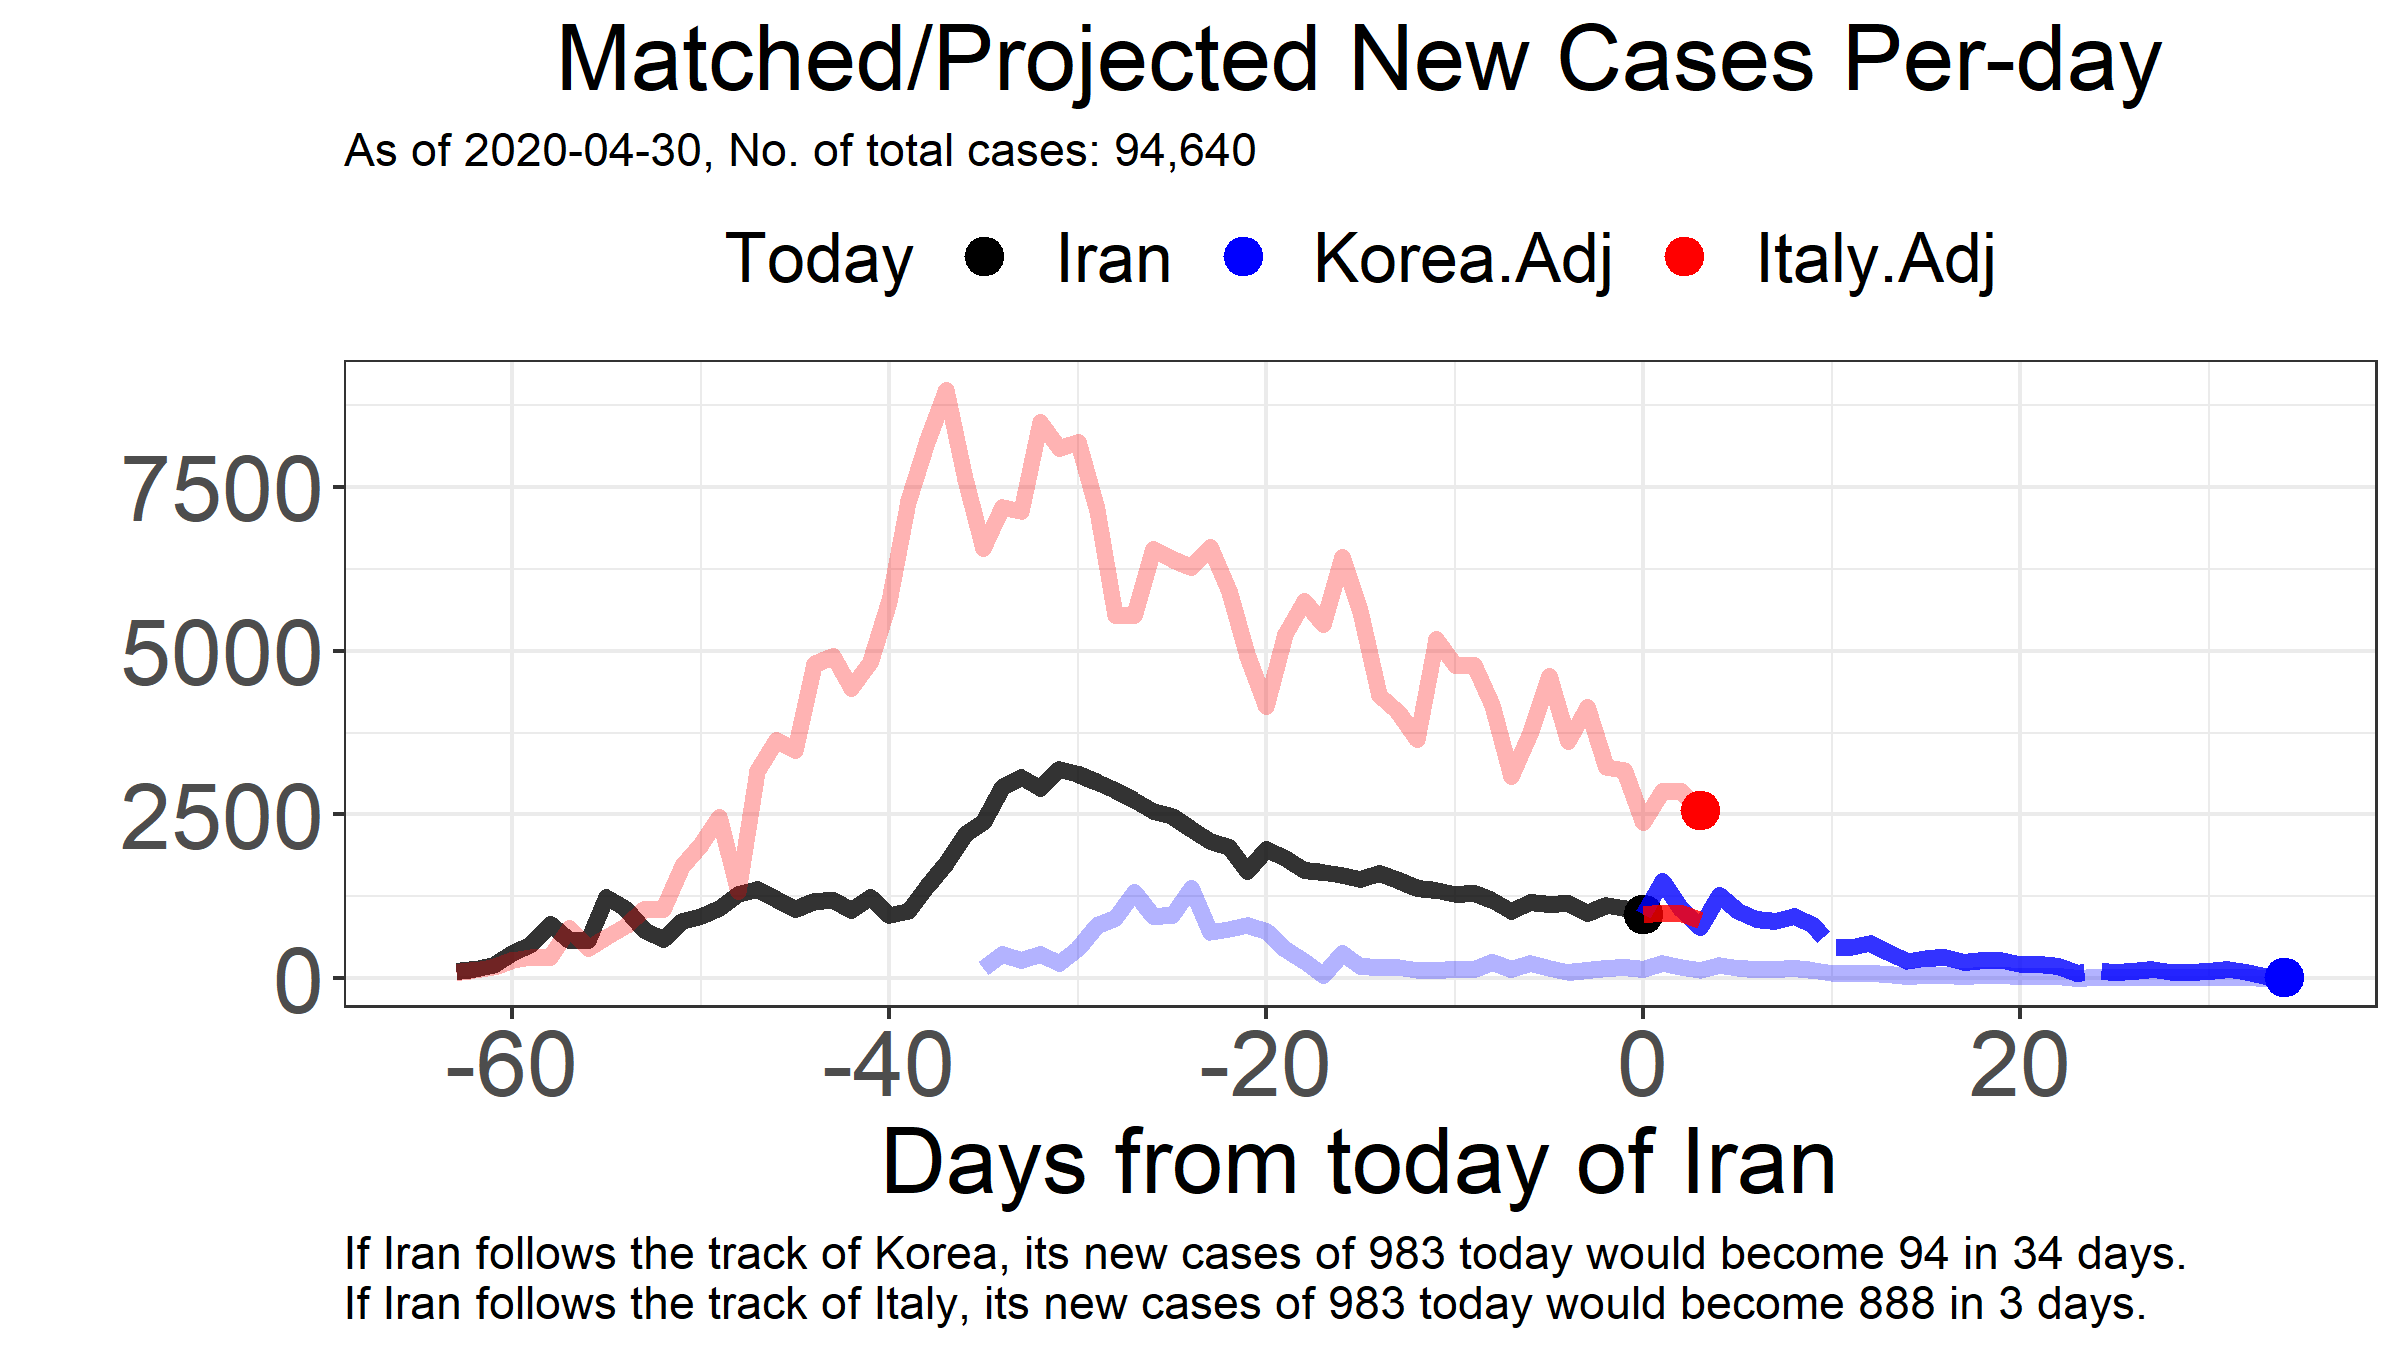 Matched/Projected New Cases Per-day
As of 2020-04-30, No. of total cases: 94,640
Today Iran Korea.Adj Italy.Adj
7500
5000
2500
0
-60 -40 -20 0 20
Days from today of Iran
If Iran follows the track of Korea, its new cases of 983 today would become 94 in 34 days.
If Iran follows the track of Italy, its new cases of 983 today would become 888 in 3 days.